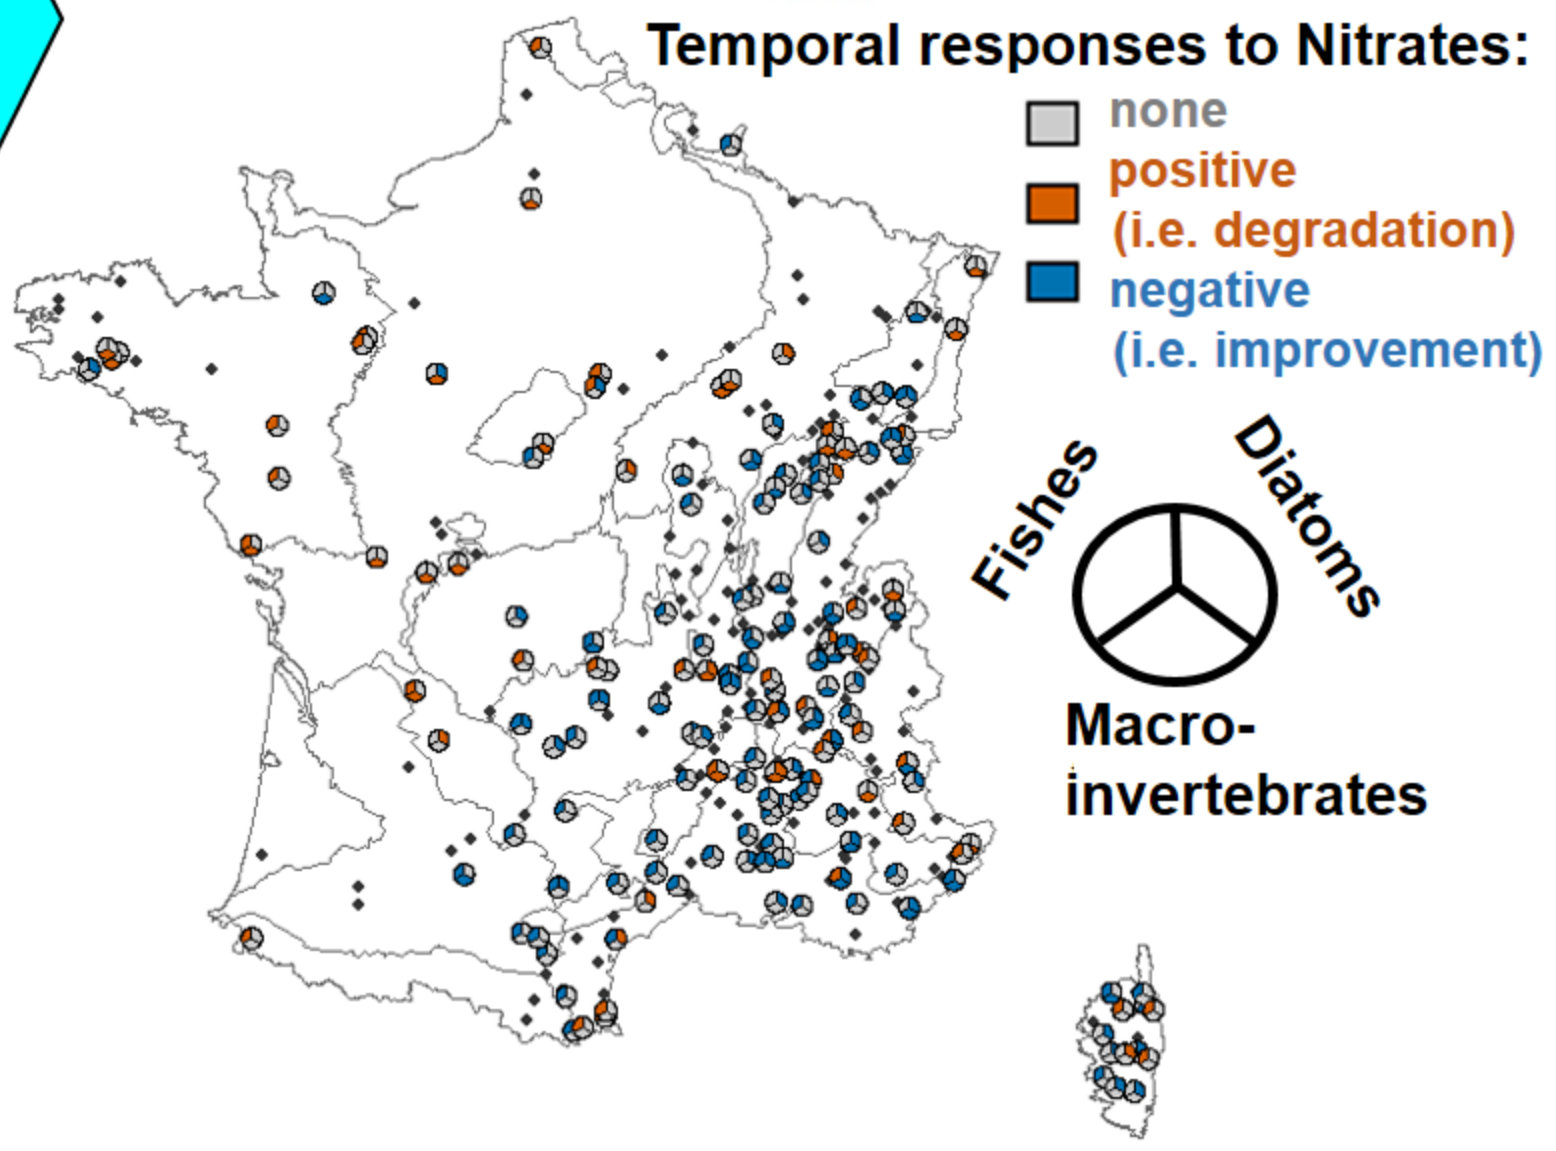 Temporal responses to Nitrates:
none
positive
(i.e. degradation)
negative
(i.e. improvement)
Fishes
Diatoms
Macro-
invertebrates